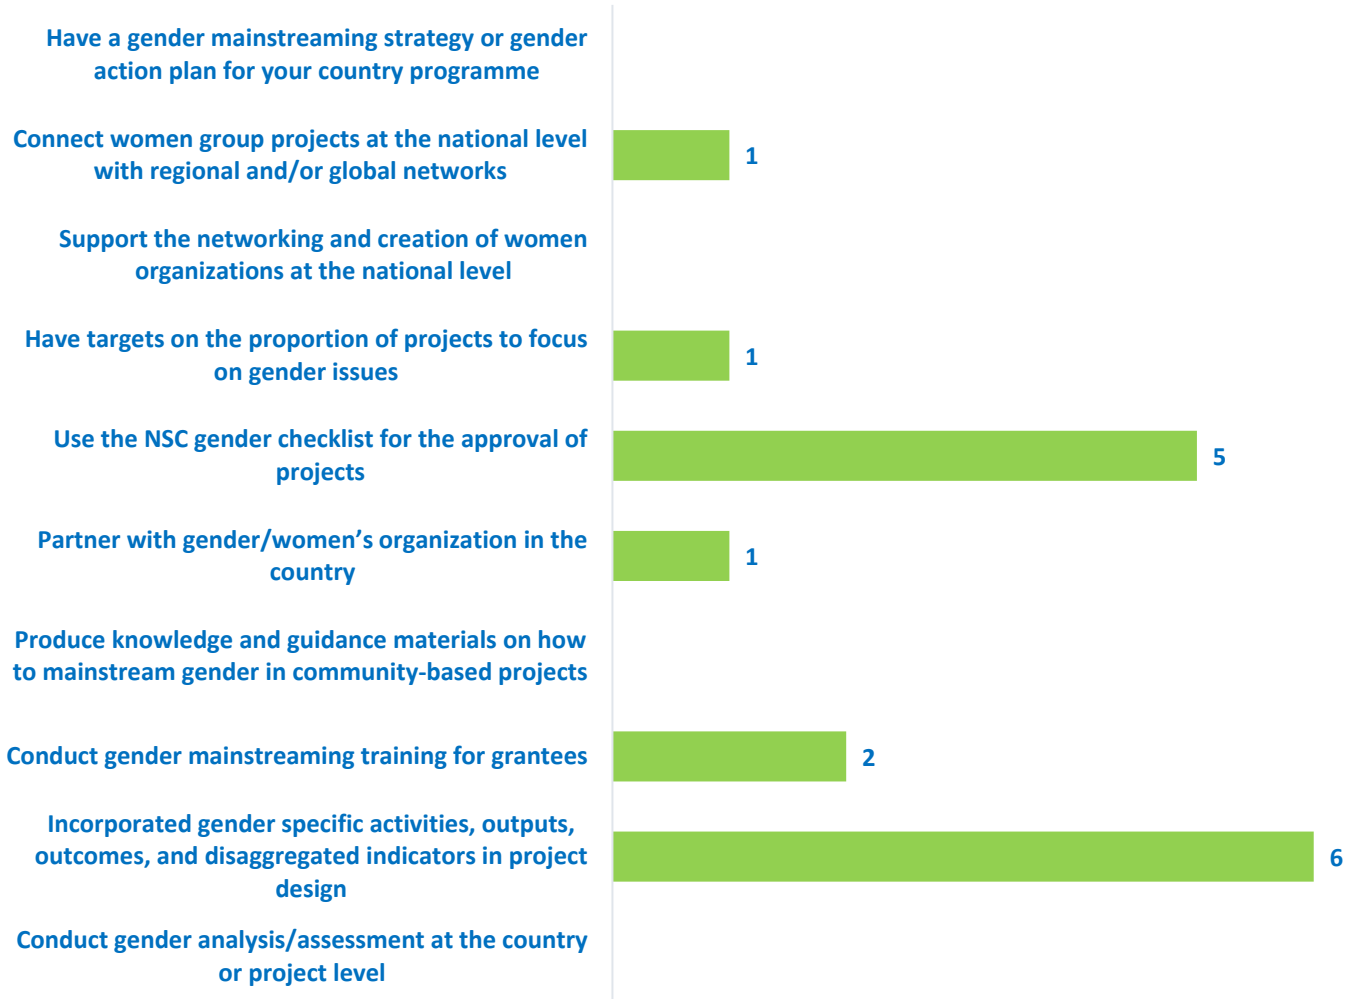 Have a gender mainstreaming strategy or gender
action plan for your country programme
Connect women group projects at the national level
with regional and/or global networks
1
Support the networking and creation of women
organizations at the national level
Have targets on the proportion of projects to focus
on gender issues
1
Use the NSC gender checklist for the approval of
projects
5
Partner with gender/women’s organization in the
country
1
Produce knowledge and guidance materials on how
to mainstream gender in community-based projects
Conduct gender mainstreaming training for grantees
2
Incorporated gender specific activities, outputs,
outcomes, and disaggregated indicators in project
design
6
Conduct gender analysis/assessment at the country
or project level